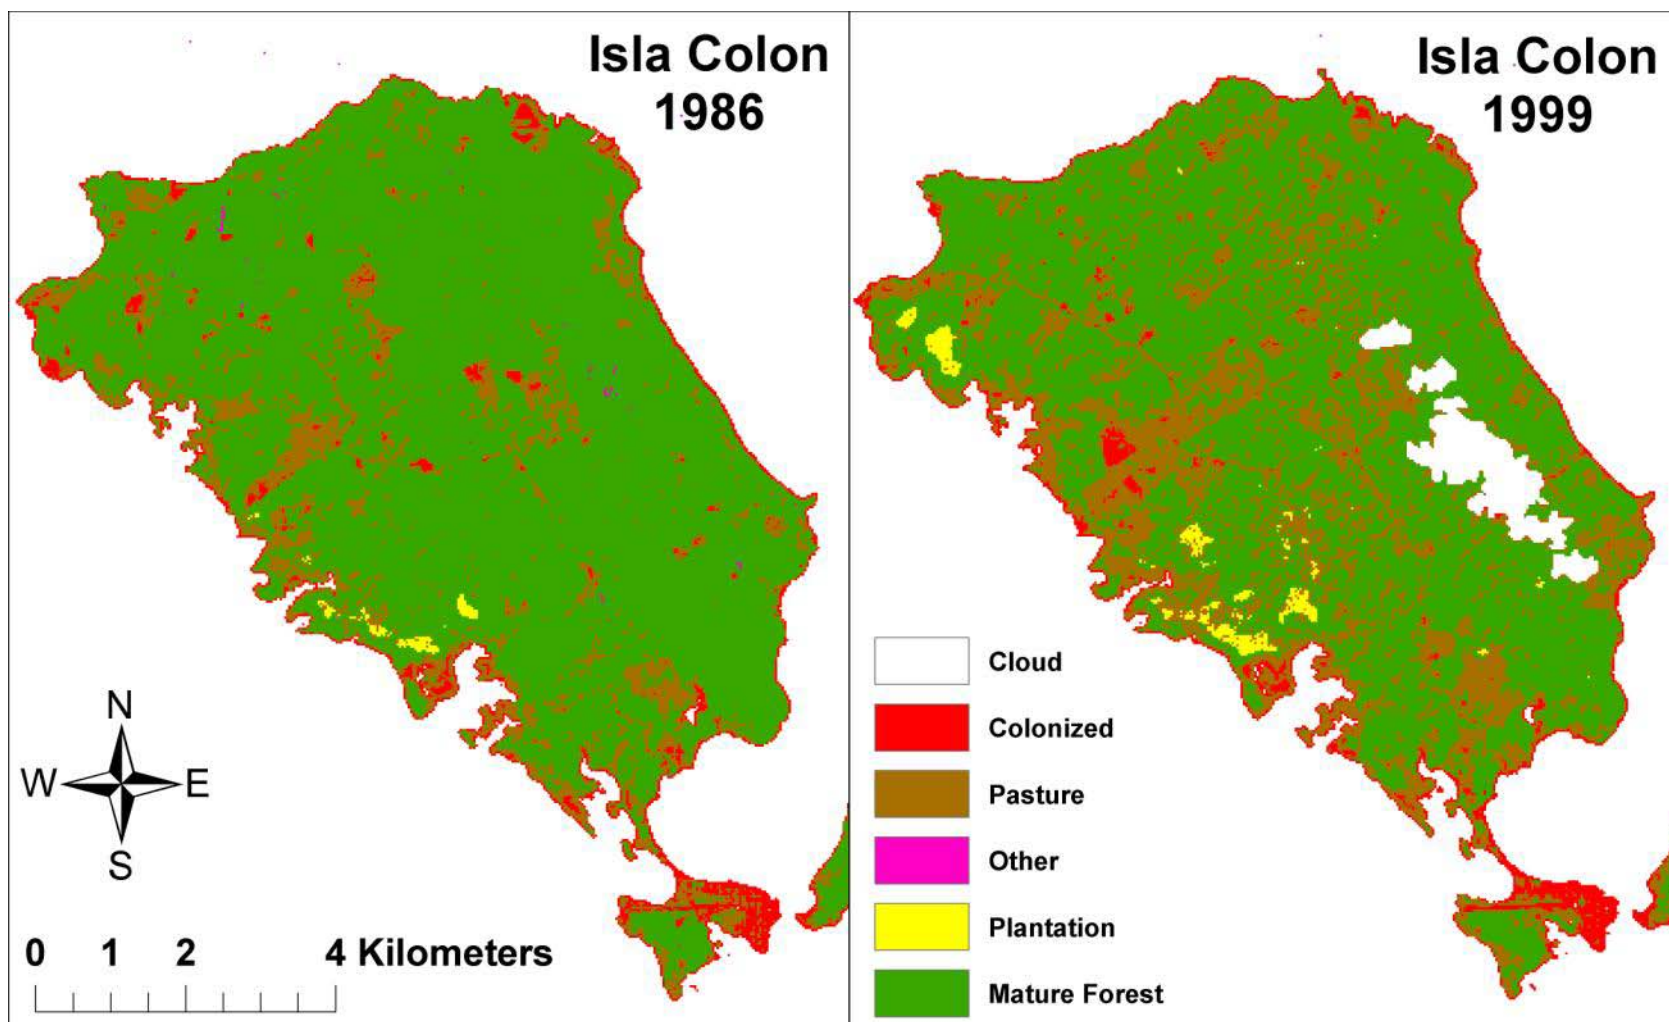 Isla Colon
1986
N
W E
S
0 1 2 4 Kilometers
Isla Colon
1999
Cloud
Colonized
Pasture
Other
Plantation
Mature Forest